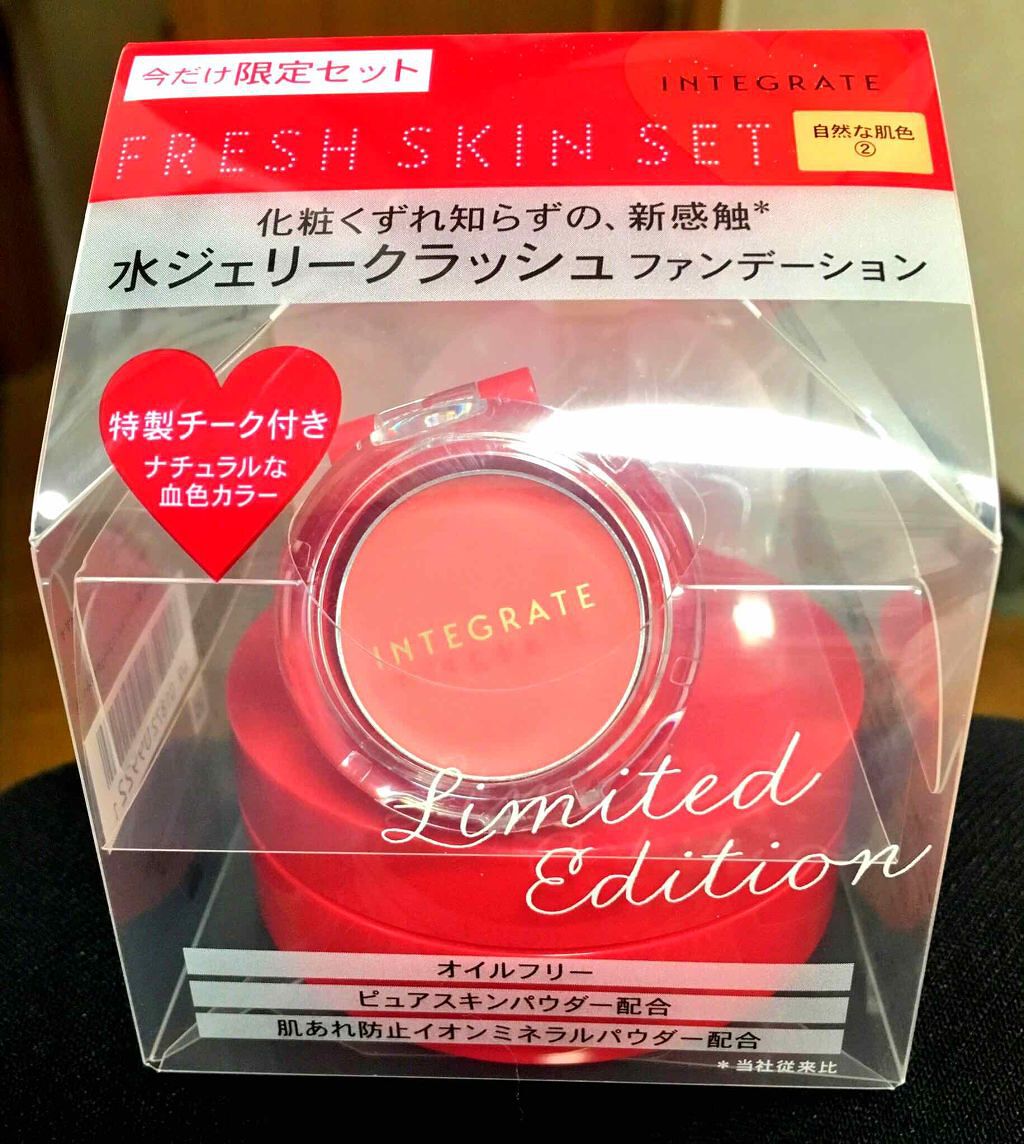 今だけ限定セット
INTEGRATE
FRESH SKIN SET
自然な肌色
②
化粧くずれ知らずの、新感触*
水ジェリークラッシュ ファンデーション
特製チーク付き
ナチュラルな
血色カラー
INTEGRATE
Limited
Edition
オイルフリー
ピュアスキンパウダー配合
肌あれ防止イオンミネラルパウダー配合
*当社従来比